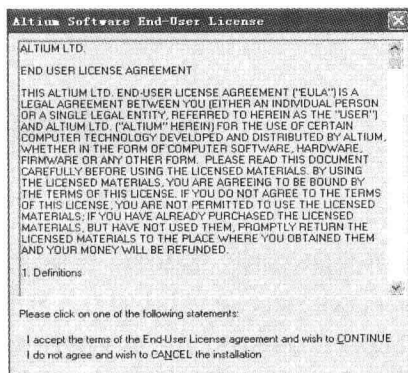 Altium Software End-User License
ALTIUM LTD.
END USER LICENSE AGREEMENT
THIS ALTIUM LTD. END-USER LICENSE AGREEMENT ("EULA") IS A
LEGAL AGREEMENT BETWEEN YOU (EITHER AN INDIVIDUAL PERSON
OR A SINGLE LEGAL ENTITY, REFERRED TO HEREIN AS THE "USER")
AND ALTIUM LTD. ("ALTIUM" HEREIN) FOR THE USE OF CERTAIN
COMPUTER TECHNOLOGY DEVELOPED AND DISTRIBUTED BY ALTIUM,
WHETHER IN THE FORM OF COMPUTER SOFTWARE, HARDWARE,
FIRMWARE OR ANY OTHER FORM. PLEASE READ THIS DOCUMENT
CAREFULLY BEFORE USING THE LICENSED MATERIALS. BY USING
THE LICENSED MATERIALS, YOU ARE AGREEING TO BE BOUND BY
THE TERMS OF THIS LICENSE. IF YOU DO NOT AGREE TO THE TERMS
OF THIS LICENSE, YOU ARE NOT PERMITTED TO USE THE LICENSED
MATERIALS; IF YOU HAVE ALREADY PURCHASED THE LICENSED
MATERIALS, BUT HAVE NOT USED THEM, PROMPTLY RETURN THE
LICENSED MATERIALS TO THE PLACE WHERE YOU OBTAINED THEM
AND YOUR MONEY WILL BE REFUNDED.
1. Definitions
Please click on one of the following statements:
I accept the terms of the End-User License agreement and wish to CONTINUE
I do not agree and wish to CANCEL the installation